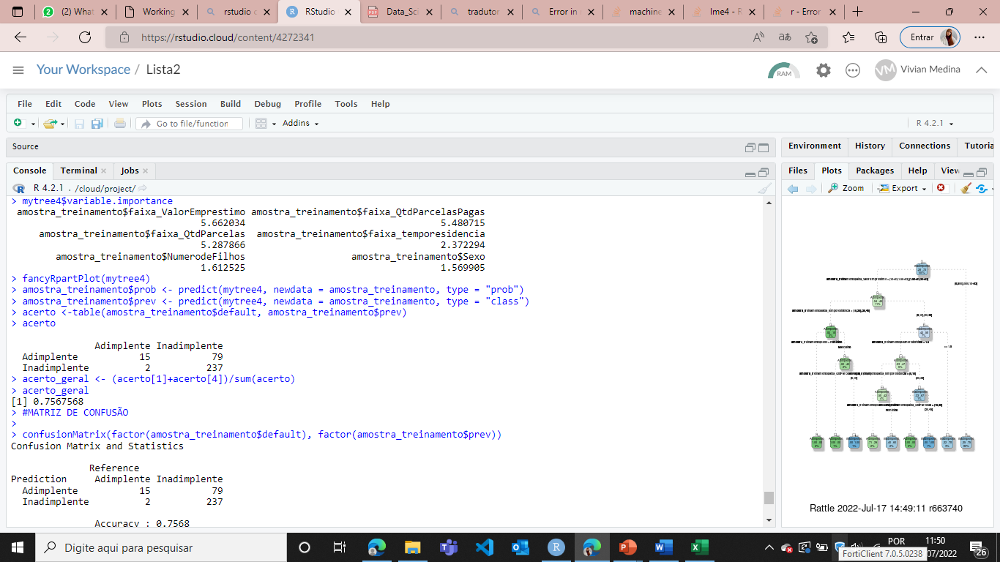 (2) What
Working
rstudio c
RStudio
Data_Sci
tradutor
Error in
machine
lme4 - R
r - Error
https://rstudio.cloud/content/4272341
Entrar
Your Workspace / Lista2
RAM
VM
Vivian Medina
File Edit Code View Plots Session Build Debug Profile Tools Help
Go to file/function
Addins
R 4.2.1
Source
Environment History Connections Tutoria
Console Terminal Jobs
Files Plots Packages Help View
R 4.2.1 . /cloud/project/
Zoom Export
> mytree4$variable.importance
amostra_treinamento$faixa_ValorEmprestimo amostra_treinamento$faixa_QtdParcelasPagas
5.662034 5.480715
amostra_treinamento$faixa_QtdParcelas amostra_treinamento$faixa_temporesidencia
5.287866 2.372294
amostra_treinamento$NumerodeFilhos amostra_treinamento$Sexo
1.612525 1.569905
> fancyRpartPlot(mytree4)
> amostra_treinamento$prob <- predict(mytree4, newdata = amostra_treinamento, type = "prob")
> amostra_treinamento$prev <- predict(mytree4, newdata = amostra_treinamento, type = "class")
> acerto <-table(amostra_treinamento$default, amostra_treinamento$prev)
> acerto
Adimplente Inadimplente
Adimplente 15 79
Inadimplente 2 237
> acerto_geral <- (acerto[1]+acerto[4])/sum(acerto)
> acerto_geral
[1] 0.7567568
> #MATRIZ DE CONFUSÃO
>
> confusionMatrix(factor(amostra_treinamento$default), factor(amostra_treinamento$prev))
Confusion Matrix and Statistics
Reference
Prediction Adimplente Inadimplente
Adimplente 15 79
Inadimplente 2 237
Accuracy : 0.7568
Rattle 2022-Jul-17 14:49:11 r663740
Digite aqui para pesquisar
POR
11:50
07/2022
FortiClient 7.0.5.0238
26